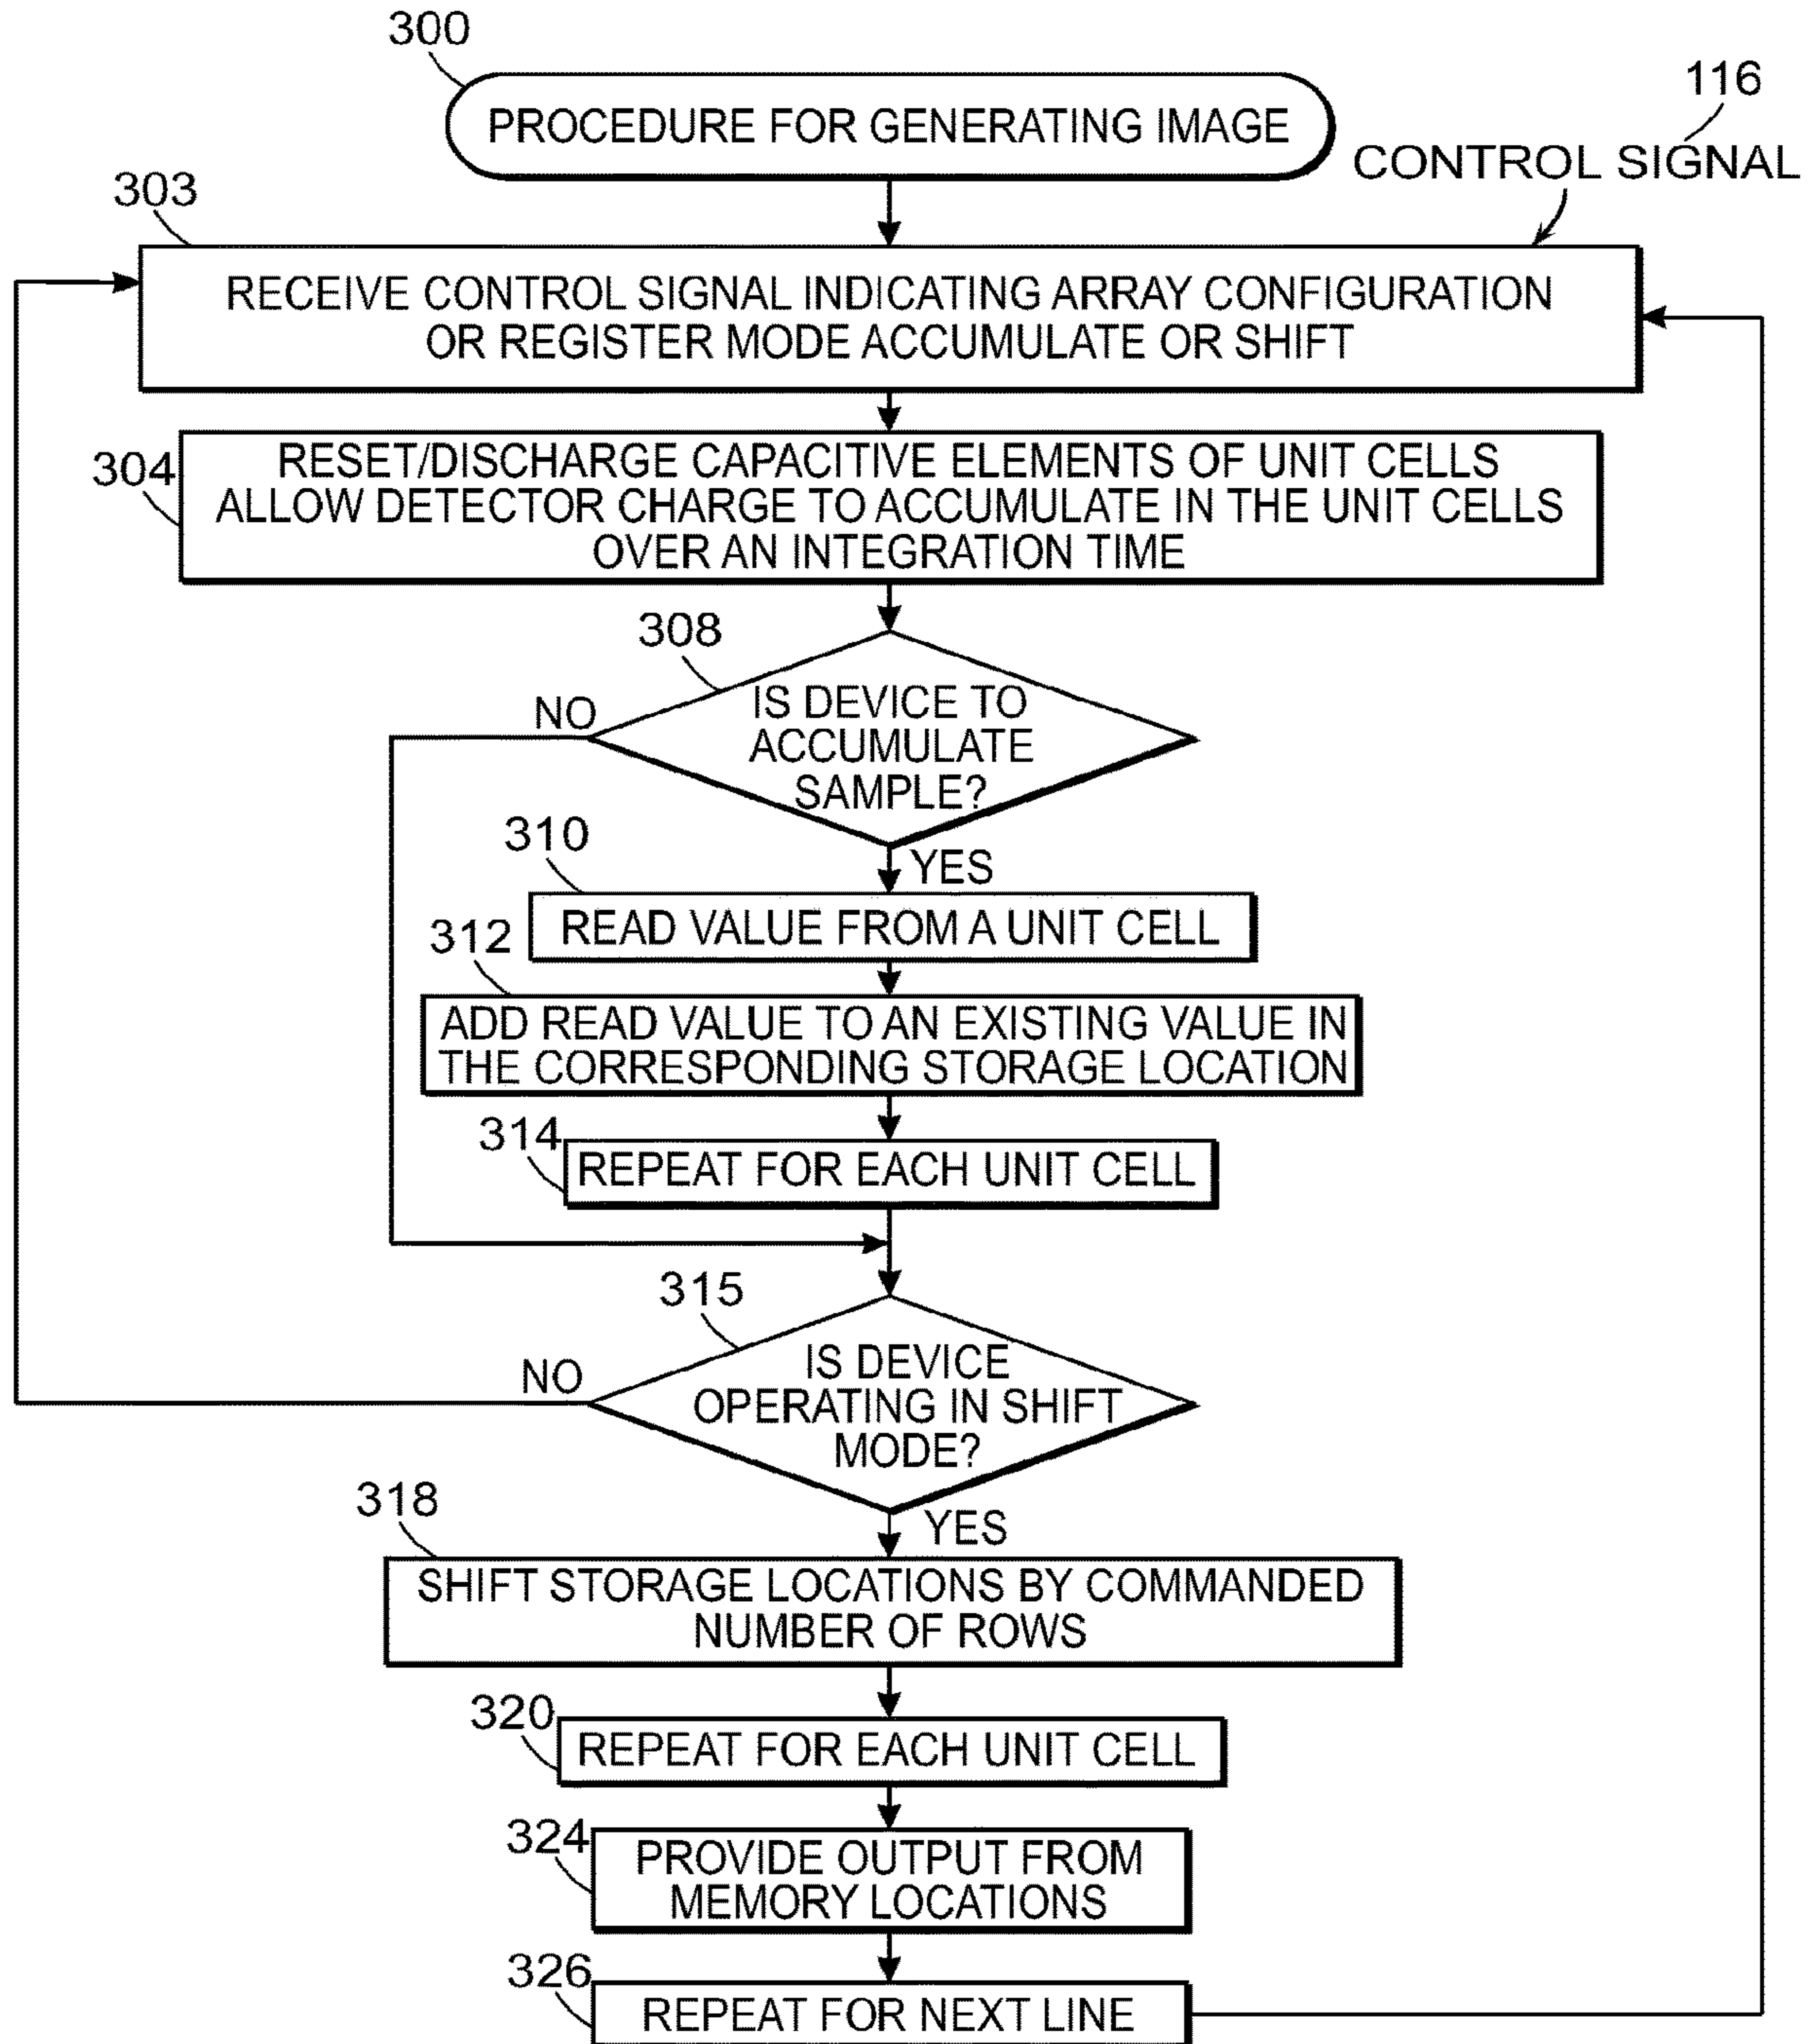 300
PROCEDURE FOR GENERATING IMAGE
116
CONTROL SIGNAL
303
RECEIVE CONTROL SIGNAL INDICATING ARRAY CONFIGURATION
OR REGISTER MODE ACCUMULATE OR SHIFT
304
RESET/DISCHARGE CAPACITIVE ELEMENTS OF UNIT CELLS
ALLOW DETECTOR CHARGE TO ACCUMULATE IN THE UNIT CELLS
OVER AN INTEGRATION TIME
308
NO
IS DEVICE TO
ACCUMULATE
SAMPLE?
YES
310
READ VALUE FROM A UNIT CELL
312
ADD READ VALUE TO AN EXISTING VALUE IN
THE CORRESPONDING STORAGE LOCATION
314
REPEAT FOR EACH UNIT CELL
315
NO
IS DEVICE
OPERATING IN SHIFT
MODE?
YES
318
SHIFT STORAGE LOCATIONS BY COMMANDED
NUMBER OF ROWS
320
REPEAT FOR EACH UNIT CELL
324
PROVIDE OUTPUT FROM
MEMORY LOCATIONS
326
REPEAT FOR NEXT LINE